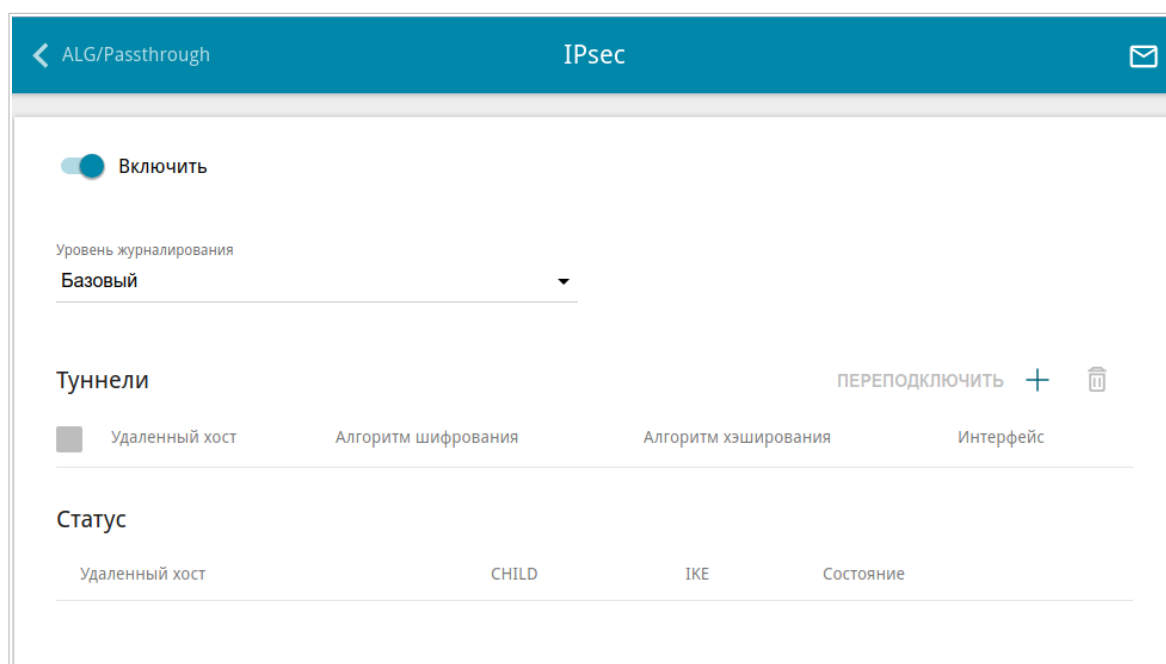 ALG/Passthrough IPsec
Включить
Уровень журналирования
Базовый
Туннели ПЕРЕПОДКЛЮЧИТЬ
Удаленный хост Алгоритм шифрования Алгоритм хэширования Интерфейс
Статус
Удаленный хост CHILD IKE Состояние